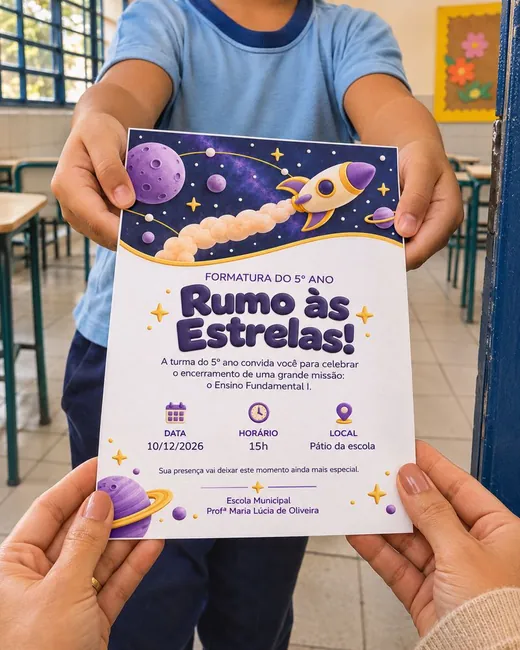 FORMATURA DO 5º ANO
Rumo às
Estrelas!
A turma do 5º ano convida você para celebrar
o encerramento de uma grande missão:
o Ensino Fundamental I.
DATA
10/12/2026
HORÁRIO
15h
LOCAL
Pátio da escola
Sua presença vai deixar este momento ainda mais especial.
Escola Municipal
Profª Maria Lúcia de Oliveira